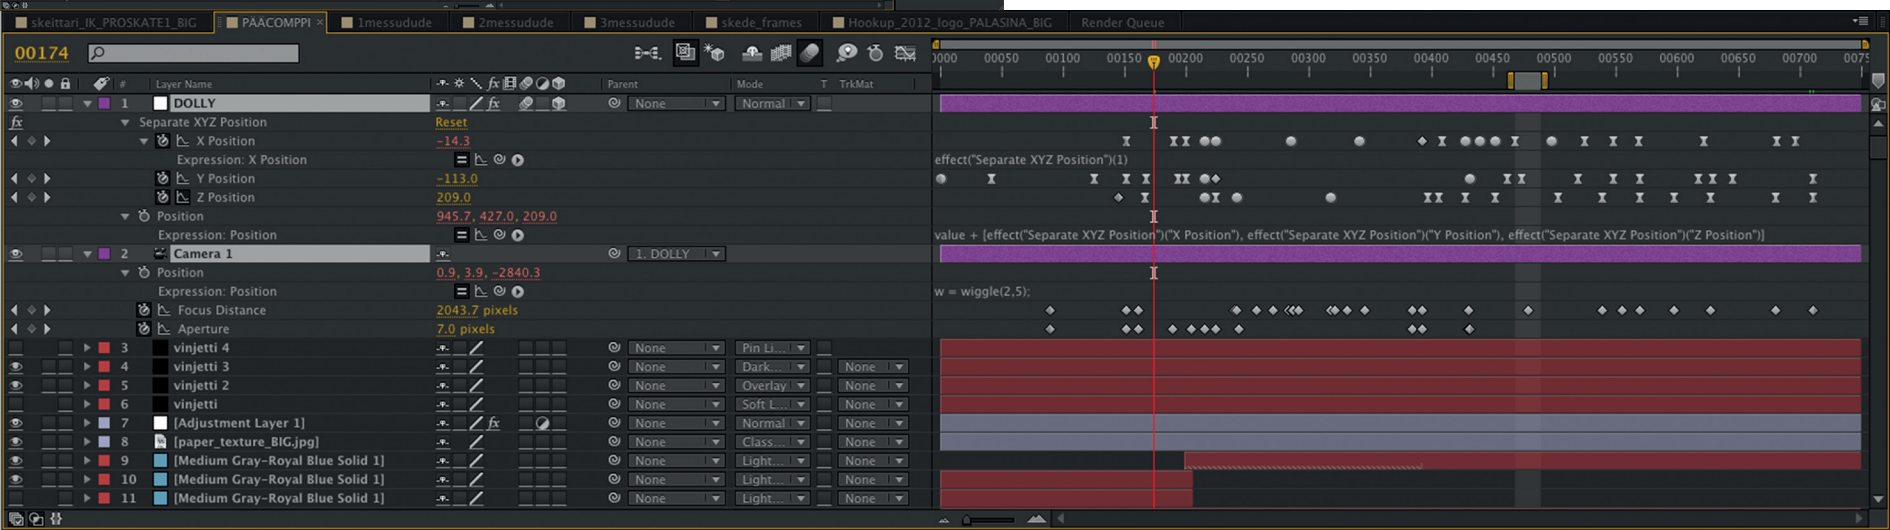 skeittari_IK_PROSKATE1_BIG PÄÄCOMPPI × 1messudude 2messudude 3messudude skede_frames Hookup_2012_logo_PALASINA_BIG Render Queue
00174
0000 00050 00100 00150 00200 00250 00300 00350 00400 00450 00500 00550 00600 00650 00700 0075
# Layer Name fx Parent Mode T TrkMat
1 DOLLY fx None Normal
fx Separate XYZ Position Reset
X Position -14.3
Expression: X Position effect("Separate XYZ Position")(1)
Y Position -113.0
Z Position 209.0
Position 945.7, 427.0, 209.0
Expression: Position value + [effect("Separate XYZ Position")("X Position"), effect("Separate XYZ Position")("Y Position"), effect("Separate XYZ Position")("Z Position")]
2 Camera 1 1. DOLLY
Position 0.9, 3.9, -2840.3
Expression: Position w = wiggle(2,5);
Focus Distance 2043.7 pixels
Aperture 7.0 pixels
3 vinjetti 4 None Pin Li...
4 vinjetti 3 None Dark... None
5 vinjetti 2 None Overlay None
6 vinjetti None Soft L... None
7 [Adjustment Layer 1] fx None Normal None
8 [paper_texture_BIG.jpg] None Class... None
9 [Medium Gray-Royal Blue Solid 1] None Light... None
10 [Medium Gray-Royal Blue Solid 1] None Light... None
11 [Medium Gray-Royal Blue Solid 1] None Light... None